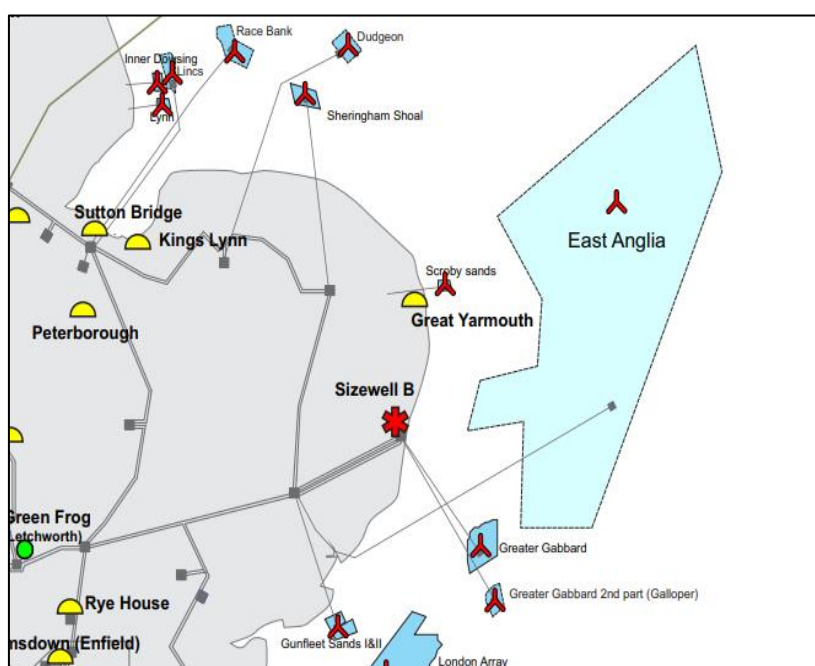 Race Bank
Dudgeon
Inner Dowsing
Lincs
Lynn
Sheringham Shoal
Sutton Bridge
Kings Lynn
East Anglia
Scroby sands
Great Yarmouth
Peterborough
Sizewell B
Green Frog
(Letchworth)
Greater Gabbard
Rye House
Greater Gabbard 2nd part (Galloper)
msdown (Enfield)
Gunfleet Sands I&II
London Array